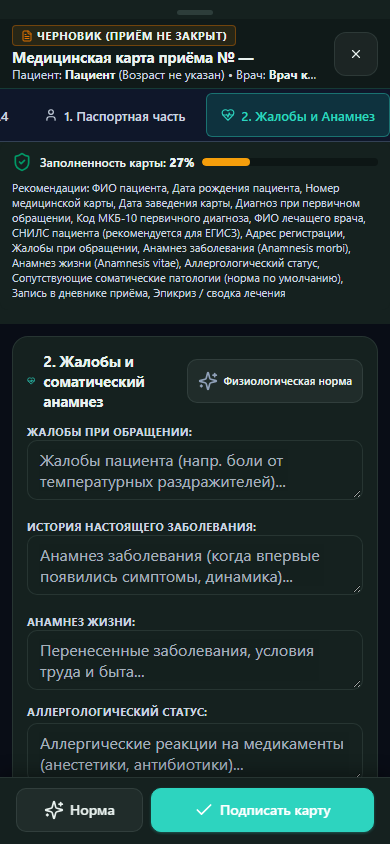 ЧЕРНОВИК (ПРИЁМ НЕ ЗАКРЫТ)
Медицинская карта приёма № —
Пациент: Пациент (Возраст не указан) • Врач: Врач к...
.4
1. Паспортная часть
2. Жалобы и Анамнез
Заполненность карты: 27%
Рекомендации: ФИО пациента, Дата рождения пациента, Номер
медицинской карты, Дата заведения карты, Диагноз при первичном
обращении, Код МКБ-10 первичного диагноза, ФИО лечащего врача,
СНИЛС пациента (рекомендуется для ЕГИСЗ), Адрес регистрации,
Жалобы при обращении, Анамнез заболевания (Anamnesis morbi),
Анамнез жизни (Anamnesis vitae), Аллергологический статус,
Сопутствующие соматические патологии (норма по умолчанию),
Запись в дневнике приёма, Эпикриз / сводка лечения
2. Жалобы и
соматический
анамнез
Физиологическая норма
ЖАЛОБЫ ПРИ ОБРАЩЕНИИ:
Жалобы пациента (напр. боли от
температурных раздражителей)...
ИСТОРИЯ НАСТОЯЩЕГО ЗАБОЛЕВАНИЯ:
Анамнез заболевания (когда впервые
появились симптомы, динамика)...
АНАМНЕЗ ЖИЗНИ:
Перенесенные заболевания, условия
труда и быта...
АЛЛЕРГОЛОГИЧЕСКИЙ СТАТУС:
Аллергические реакции на медикаменты
(анестетики, антибиотики)...
Норма
Подписать карту